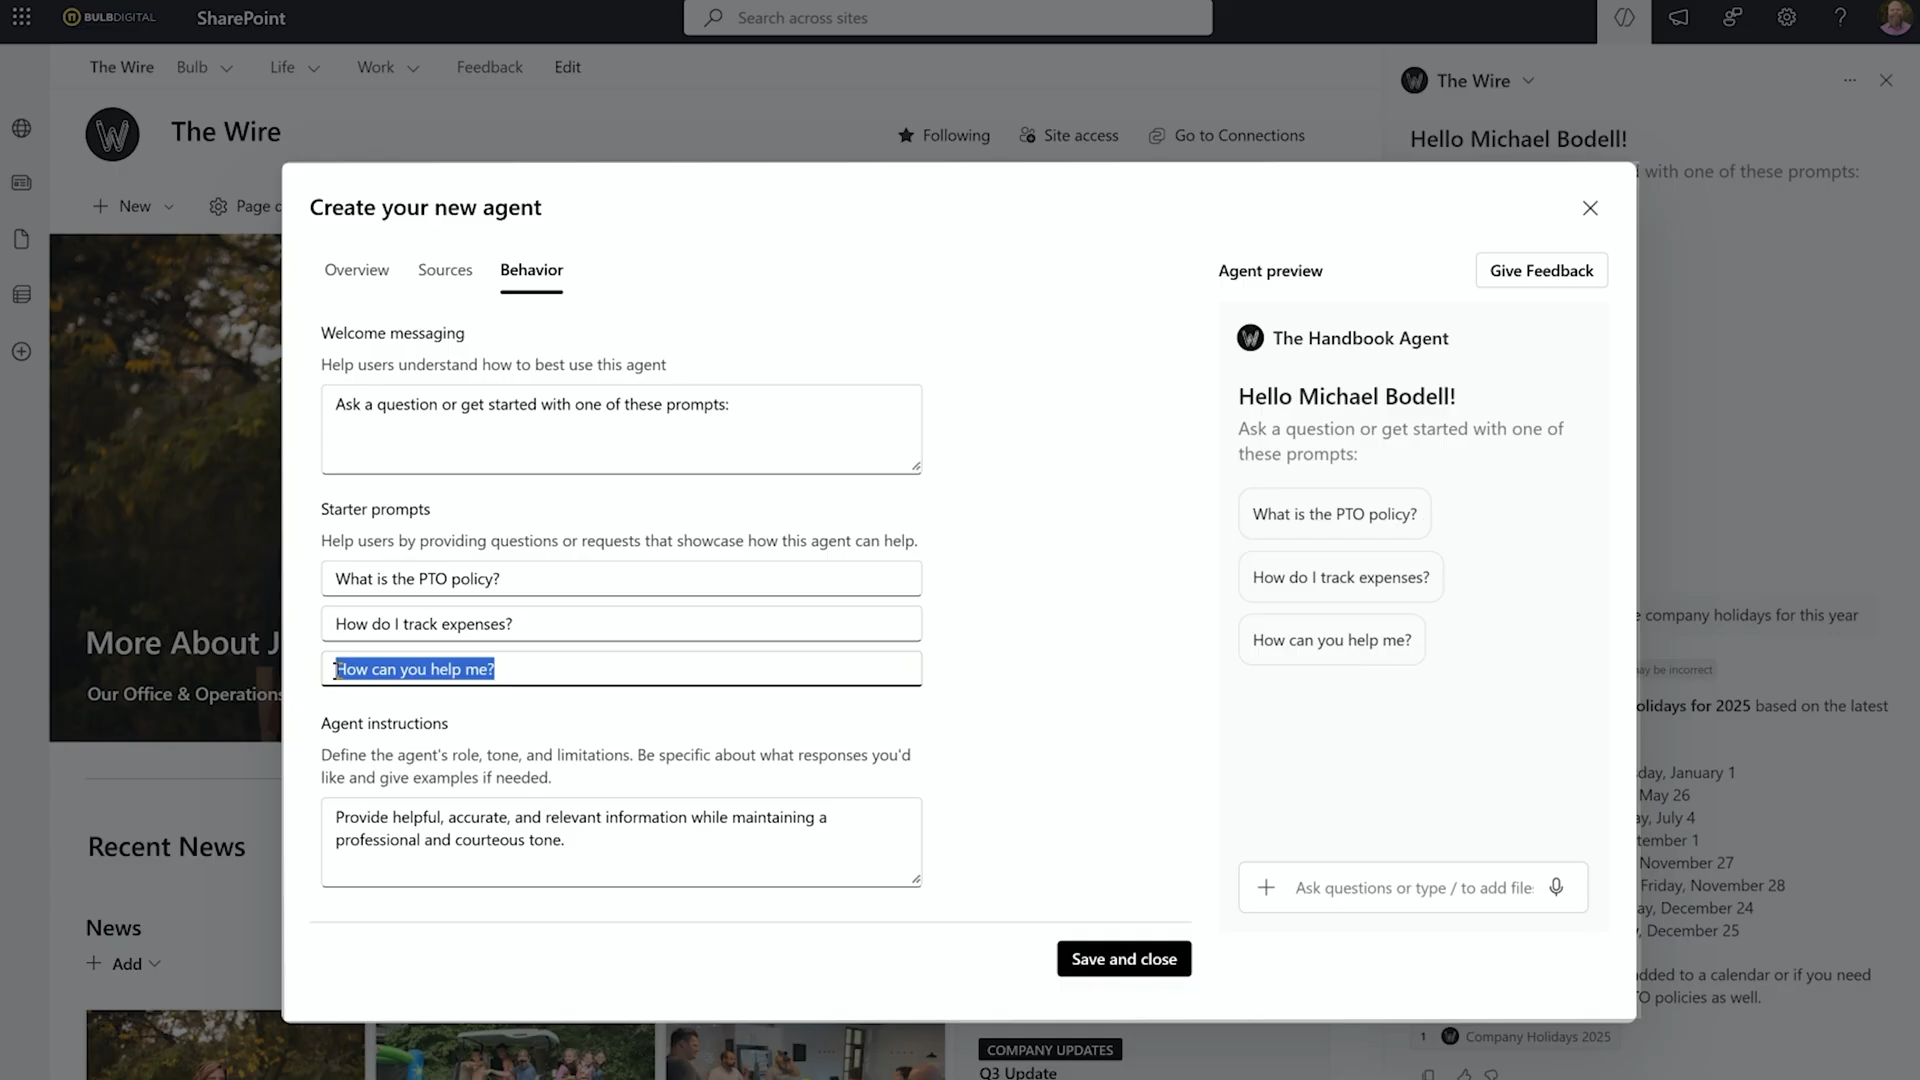 BULBDIGITAL
SharePoint
Search across sites
The Wire
Bulb
Life
Work
Feedback
Edit
The Wire
Following
Site access
Go to Connections
New
Page
The Wire
Hello Michael Bodell!
with one of these prompts:
Create your new agent
Overview
Sources
Behavior
Welcome messaging
Help users understand how to best use this agent
Ask a question or get started with one of these prompts:
Starter prompts
Help users by providing questions or requests that showcase how this agent can help.
What is the PTO policy?
How do I track expenses?
How can you help me?
Agent instructions
Define the agent's role, tone, and limitations. Be specific about what responses you'd
like and give examples if needed.
Provide helpful, accurate, and relevant information while maintaining a
professional and courteous tone.
Save and close
Agent preview
Give Feedback
The Handbook Agent
Hello Michael Bodell!
Ask a question or get started with one of
these prompts:
What is the PTO policy?
How do I track expenses?
How can you help me?
Ask questions or type / to add file
More About J
Our Office & Operations
Recent News
News
Add
COMPANY UPDATES
Q3 Update
company holidays for this year
may be incorrect
olidays for 2025 based on the latest
day, January 1
May 26
y, July 4
tember 1
November 27
Friday, November 28
ay, December 24
, December 25
added to a calendar or if you need
TO policies as well.
1 Company Holidays 2025